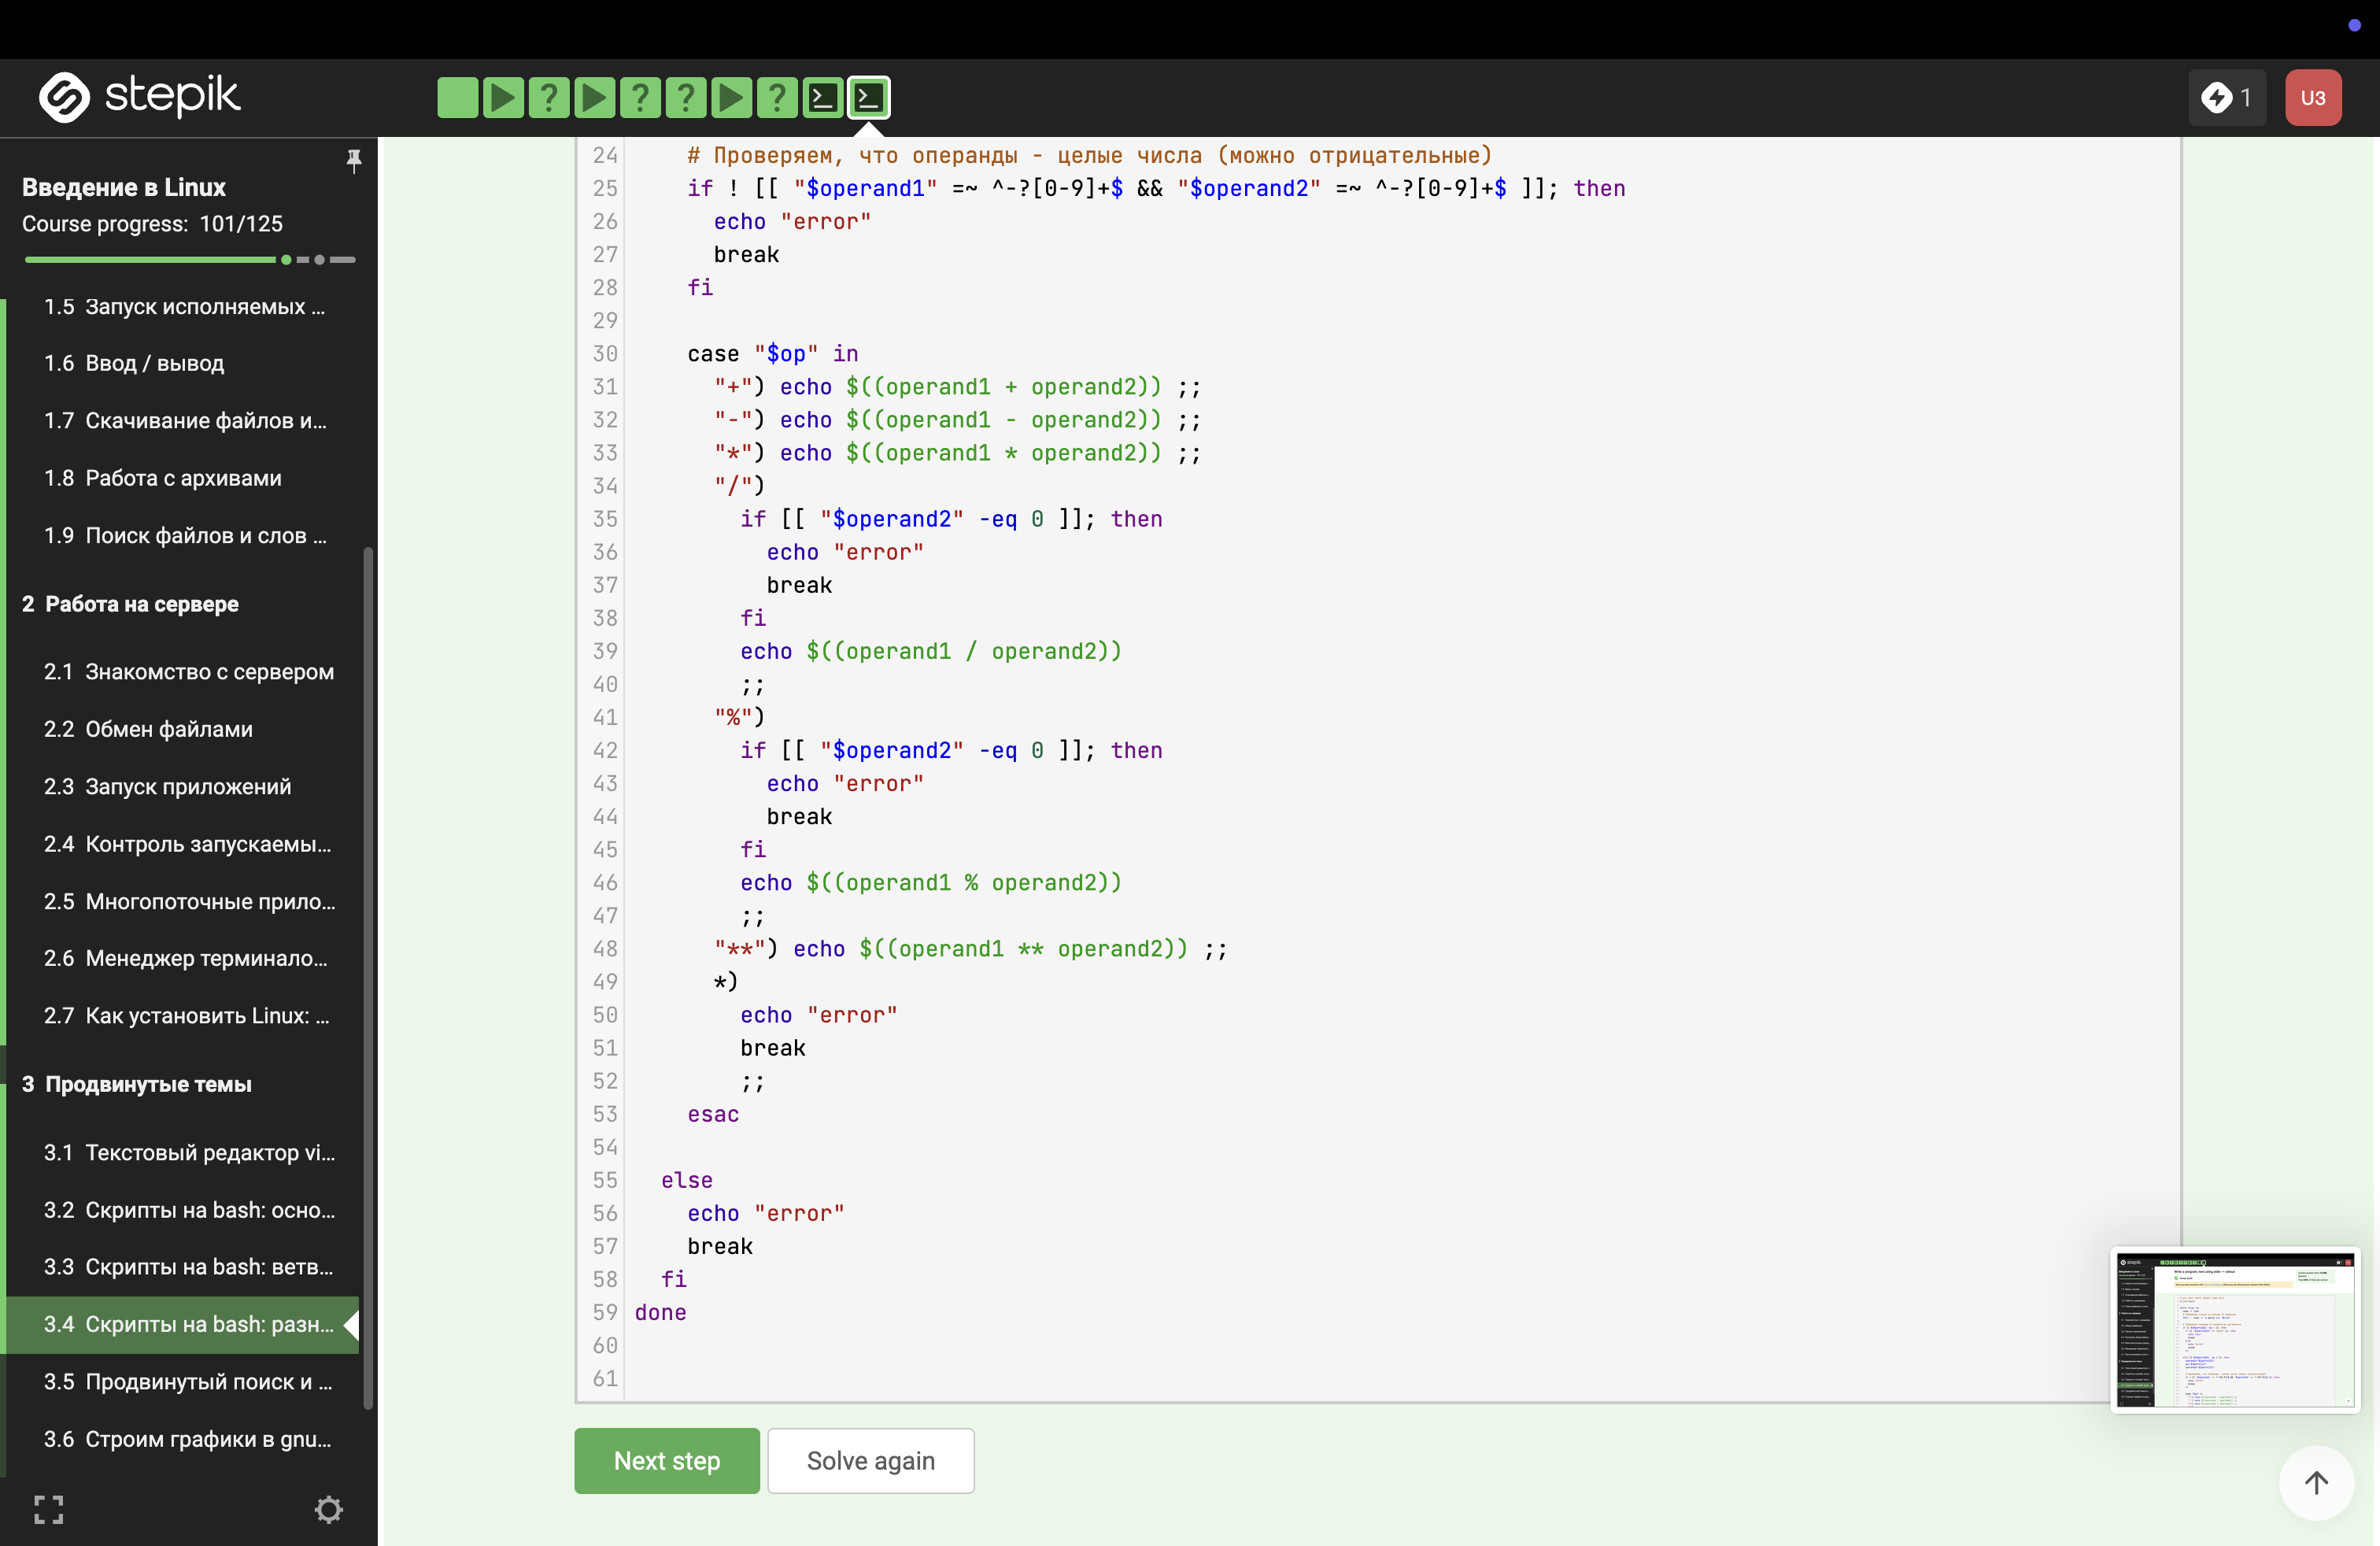 stepik
1
U3
Введение в Linux
Course progress: 101/125
1.5 Запуск исполняемых ...
1.6 Ввод / вывод
1.7 Скачивание файлов и...
1.8 Работа с архивами
1.9 Поиск файлов и слов ...
2 Работа на сервере
2.1 Знакомство с сервером
2.2 Обмен файлами
2.3 Запуск приложений
2.4 Контроль запускаемы...
2.5 Многопоточные прило...
2.6 Менеджер терминало...
2.7 Как установить Linux: ...
3 Продвинутые темы
3.1 Текстовый редактор vi...
3.2 Скрипты на bash: осно...
3.3 Скрипты на bash: ветв...
3.4 Скрипты на bash: разн...
3.5 Продвинутый поиск и ...
3.6 Строим графики в gnu...
24 # Проверяем, что операнды - целые числа (можно отрицательные)
25 if ! [[ "$operand1" =~ ^-?[0-9]+$ && "$operand2" =~ ^-?[0-9]+$ ]]; then
26 echo "error"
27 break
28 fi
29
30 case "$op" in
31 "+") echo $((operand1 + operand2)) ;;
32 "-") echo $((operand1 - operand2)) ;;
33 "*") echo $((operand1 * operand2)) ;;
34 "/")
35 if [[ "$operand2" -eq 0 ]]; then
36 echo "error"
37 break
38 fi
39 echo $((operand1 / operand2))
40 ;;
41 "%")
42 if [[ "$operand2" -eq 0 ]]; then
43 echo "error"
44 break
45 fi
46 echo $((operand1 % operand2))
47 ;;
48 "**") echo $((operand1 ** operand2)) ;;
49 *)
50 echo "error"
51 break
52 ;;
53 esac
54
55 else
56 echo "error"
57 break
58 fi
59 done
60
61
Next step
Solve again